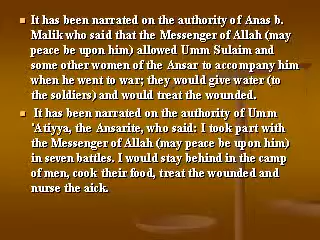 It has been narrated on the authority of Anas b.
Malik who said that the Messenger of Allah (may
peace be upon him) allowed Umm Sulaim and
some other women of the Ansar to accompany him
when he went to war; they would give water (to
the soldiers) and would treat the wounded.
It has been narrated on the authority of Umm
'Atiyya, the Ansarite, who said: I took part with
the Messenger of Allah (may peace be upon him)
in seven battles. I would stay behind in the camp
of men, cook their food, treat the wounded and
nurse the aick.